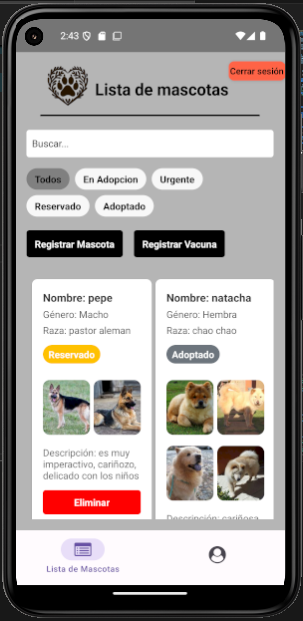 2:43
Cerrar sesión
Lista de mascotas
Buscar...
Todos
En Adopcion
Urgente
Reservado
Adoptado
Registrar Mascota
Registrar Vacuna
Nombre: pepe
Género: Macho
Raza: pastor aleman
Reservado
Descripción: es muy
imperactivo, cariñozo,
delicado con los niños
Eliminar
Nombre: natacha
Género: Hembra
Raza: chao chao
Adoptado
Descripción: cariñosa
Lista de Mascotas